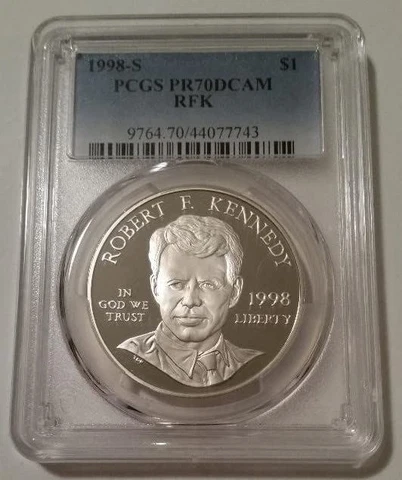 1998-S $1
PCGS PR70DCAM
RFK
9764.70/44077743
ROBERT F. KENNEDY
IN
GOD WE
TRUST
1998
LIBERTY